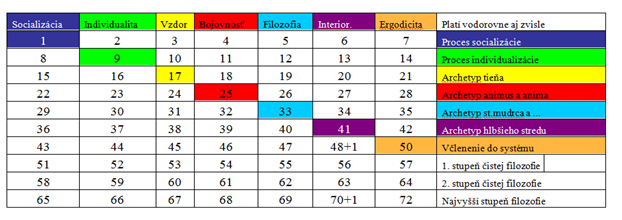 Socializácia Individualita Vzdor Bojovnosť Filozofia Interior. Ergodicita Platí vodorovne aj zvisle
1 2 3 4 5 6 7 Proces socializácie
8 9 10 11 12 13 14 Proces individualizácie
15 16 17 18 19 20 21 Archetyp tieňa
22 23 24 25 26 27 28 Archetyp animus a anima
29 30 31 32 33 34 35 Archetyp st.mudrca a ...
36 37 38 39 40 41 42 Archetyp hlbšieho stredu
43 44 45 46 47 48+1 50 Včlenenie do systému
51 52 53 54 55 56 57 1. stupeň čistej filozofie
58 59 60 61 62 63 64 2. stupeň čistej filozofie
65 66 67 68 69 70+1 72 Najvyšší stupeň filozofie